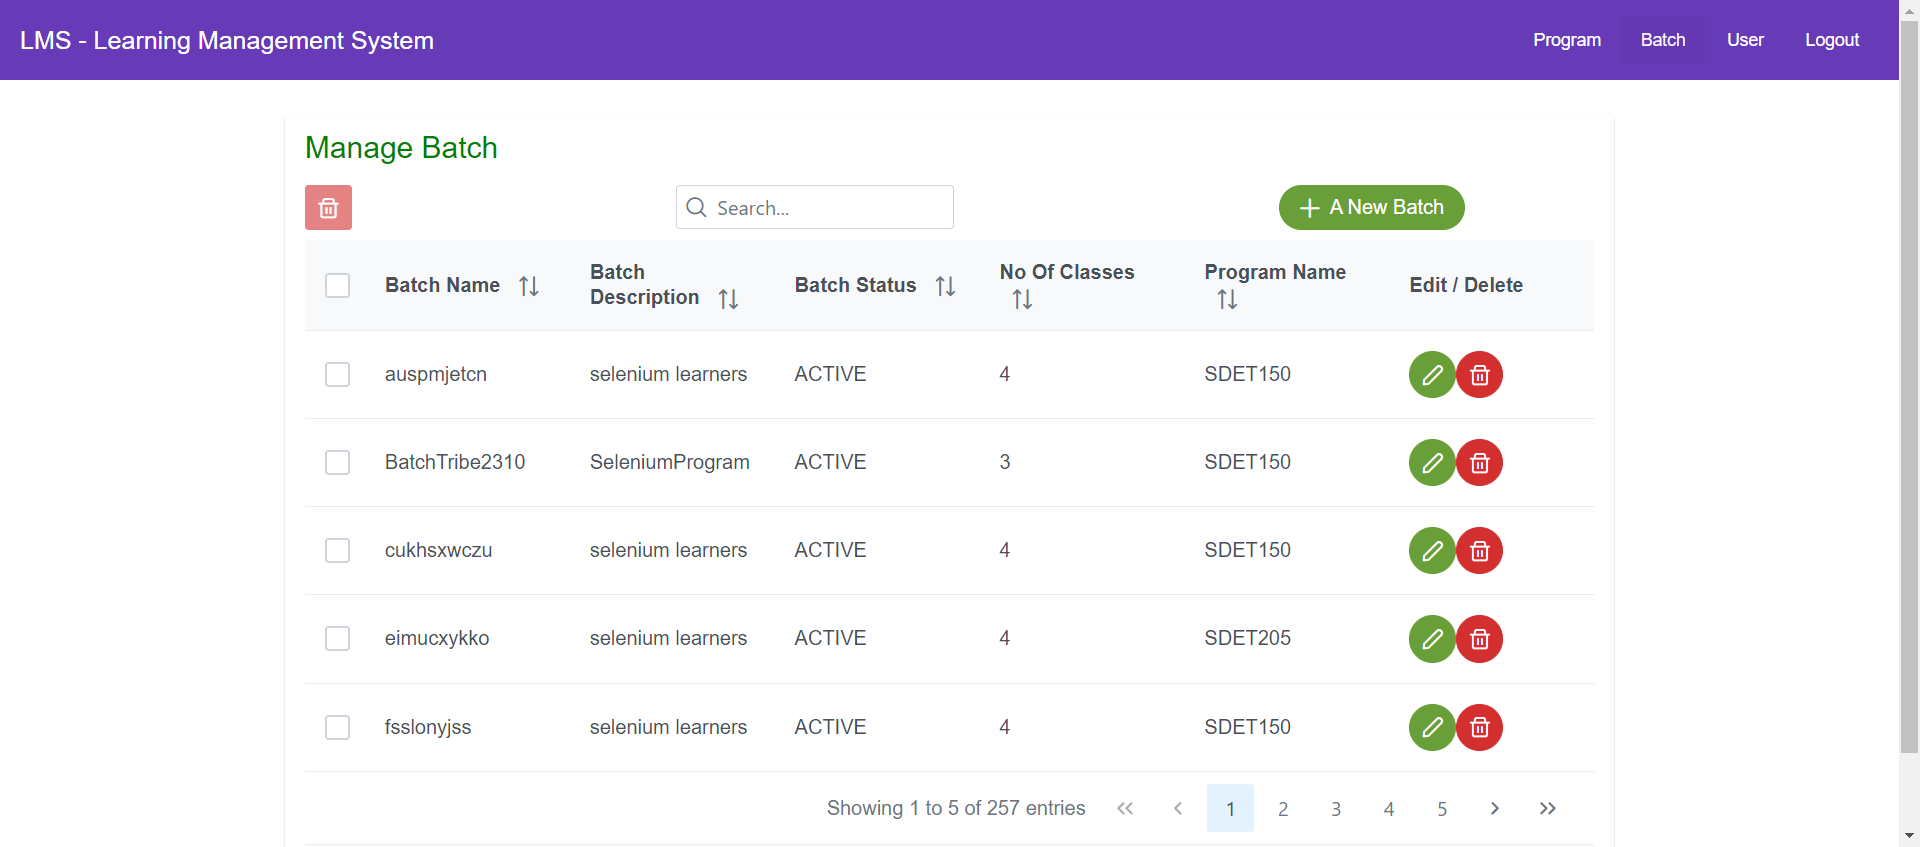 LMS - Learning Management System
Program Batch User Logout
Manage Batch
Search...
A New Batch
Batch Name Batch Description Batch Status No Of Classes Program Name Edit / Delete
auspmjetcn selenium learners ACTIVE 4 SDET150
BatchTribe2310 SeleniumProgram ACTIVE 3 SDET150
cukhsxwczu selenium learners ACTIVE 4 SDET150
eimucxykko selenium learners ACTIVE 4 SDET205
fsslonyjss selenium learners ACTIVE 4 SDET150
Showing 1 to 5 of 257 entries 1 2 3 4 5